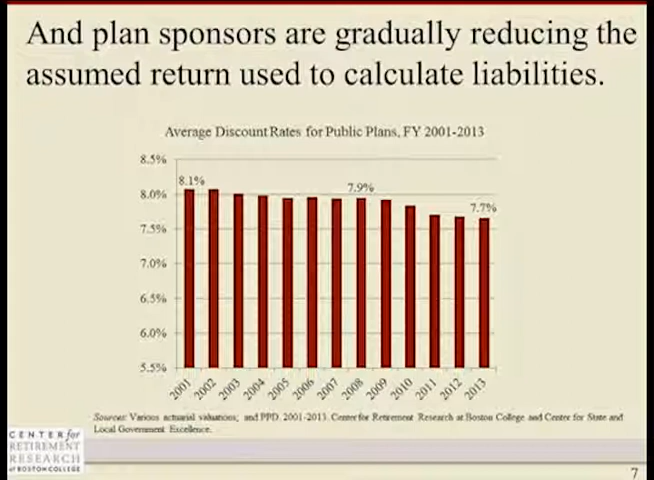 And plan sponsors are gradually reducing the
assumed return used to calculate liabilities.
Average Discount Rates for Public Plans, FY 2001-2013
8.5%
8.0%
7.5%
7.0%
6.5%
6.0%
5.5%
8.1%
7.9%
7.7%
2001
2002
2003
2004
2005
2006
2007
2008
2009
2010
2011
2012
2013
Sources: Various actuarial valuations; and PPD. 2001-2013. Center for Retirement Research at Boston College and Center for State and
Local Government Excellence.
CENTER for
RETIREMENT
RESEARCH
at BOSTON COLLEGE
7